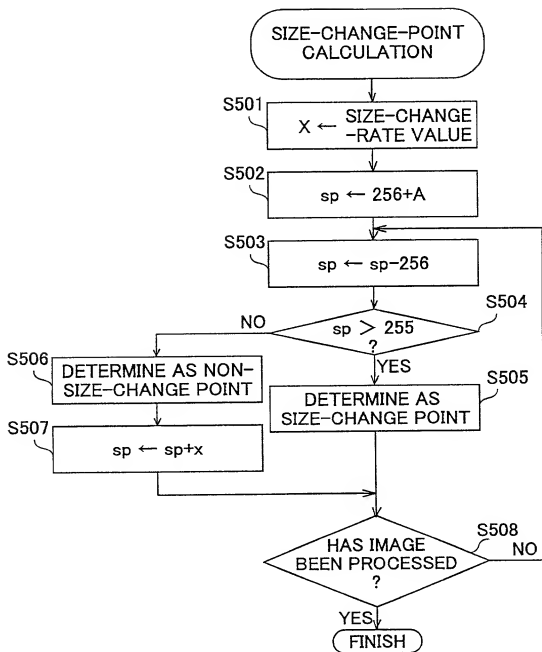 SIZE-CHANGE-POINT
CALCULATION
S501
X ← SIZE-CHANGE
-RATE VALUE
S502
sp ← 256+A
S503
sp ← sp-256
S504
sp > 255
?
NO
YES
S506
DETERMINE AS NON-
SIZE-CHANGE POINT
S505
DETERMINE AS
SIZE-CHANGE POINT
S507
sp ← sp+x
S508
HAS IMAGE
BEEN PROCESSED
?
NO
YES
FINISH